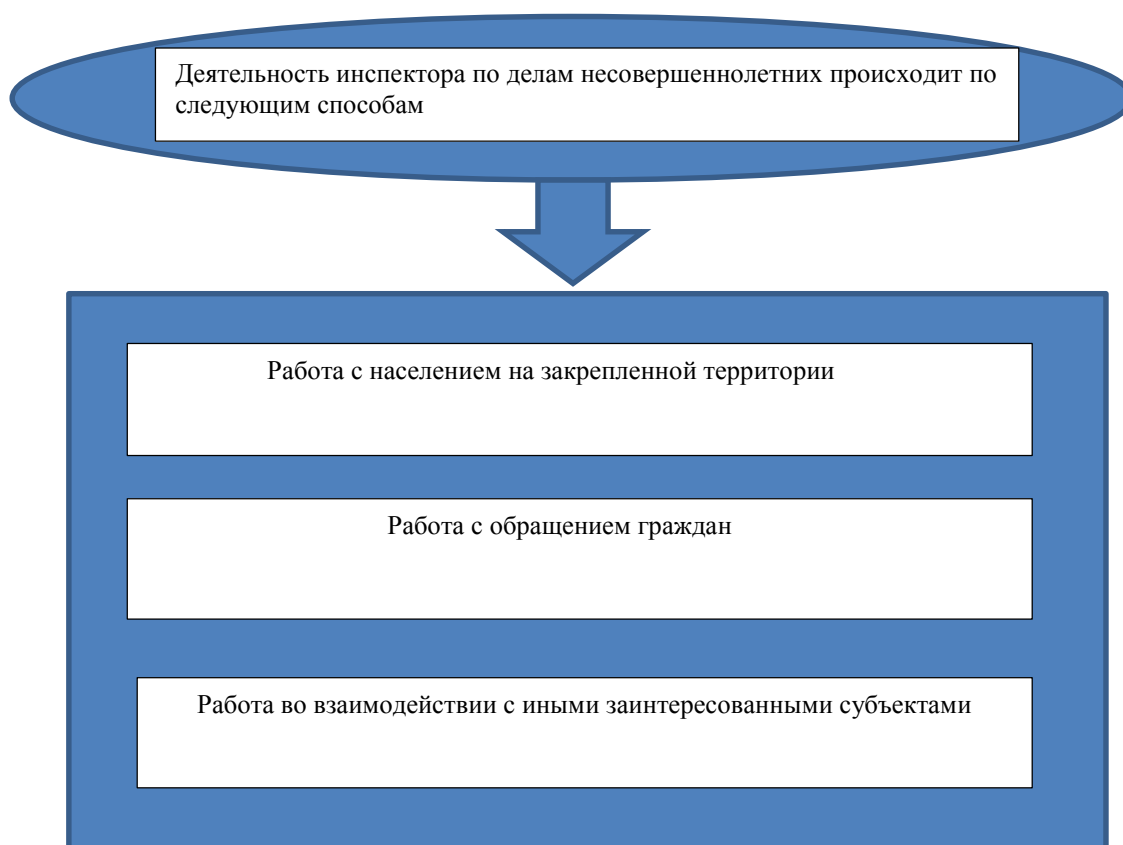 Деятельность инспектора по делам несовершеннолетних происходит по
следующим способам
Работа с населением на закрепленной территории
Работа с обращением граждан
Работа во взаимодействии с иными заинтересованными субъектами